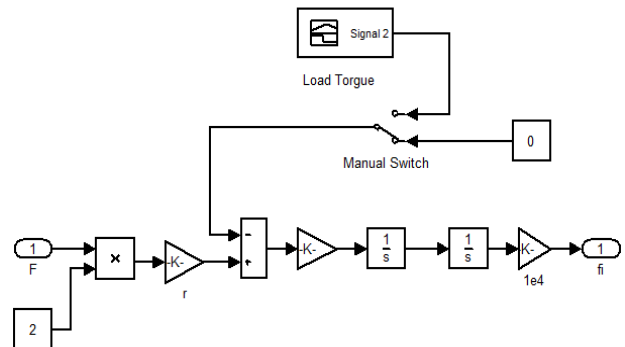 Signal 2
Load Torgue
0
Manual Switch
1
F
×
-K-
r
-
+
-K-
1
s
1
s
-K-
1e4
1
fi
2